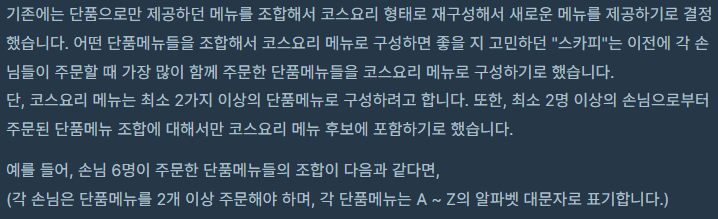 기존에는 단품으로만 제공하던 메뉴를 조합해서 코스요리 형태로 재구성해서 새로운 메뉴를 제공하기로 결정
했습니다. 어떤 단품메뉴들을 조합해서 코스요리 메뉴로 구성하면 좋을 지 고민하던 "스카피"는 이전에 각 손
님들이 주문할 때 가장 많이 함께 주문한 단품메뉴들을 코스요리 메뉴로 구성하기로 했습니다.
단, 코스요리 메뉴는 최소 2가지 이상의 단품메뉴로 구성하려고 합니다. 또한, 최소 2명 이상의 손님으로부터
주문된 단품메뉴 조합에 대해서만 코스요리 메뉴 후보에 포함하기로 했습니다.
예를 들어, 손님 6명이 주문한 단품메뉴들의 조합이 다음과 같다면,
(각 손님은 단품메뉴를 2개 이상 주문해야 하며, 각 단품메뉴는 A ~ Z의 알파벳 대문자로 표기합니다.)